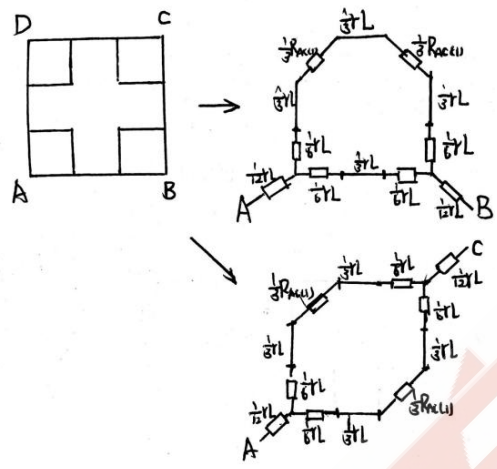 D C
A B
1/3 rL
1/3 R_AC(1) 1/3 R_AC(1)
1/3 rL 1/3 rL
1/6 rL 1/6 rL
1/12 rL 1/3 rL
A 1/6 rL 1/6 rL 1/12 rL B
C
1/3 R_AC(1) 1/3 rL 1/6 rL 1/12 rL
1/6 rL
1/3 rL 1/3 rL
1/6 rL
1/12 rL 1/3 R_AC(1)
A 1/6 rL 1/3 rL